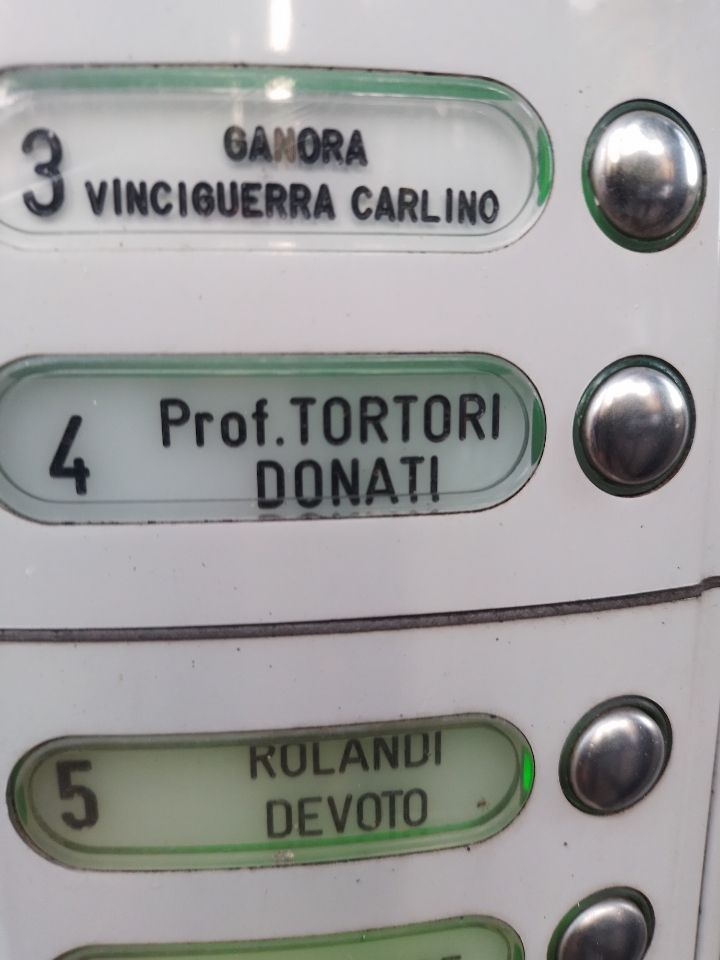 3 GANORA
VINCIGUERRA CARLINO
4 Prof. TORTORI
DONATI
5 ROLANDI
DEVOTO